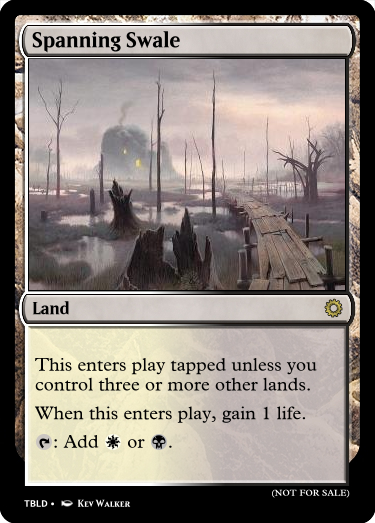 Spanning Swale
Land
This enters play tapped unless you
control three or more other lands.
When this enters play, gain 1 life.
: Add or .
(NOT FOR SALE)
TBLD • Kev Walker